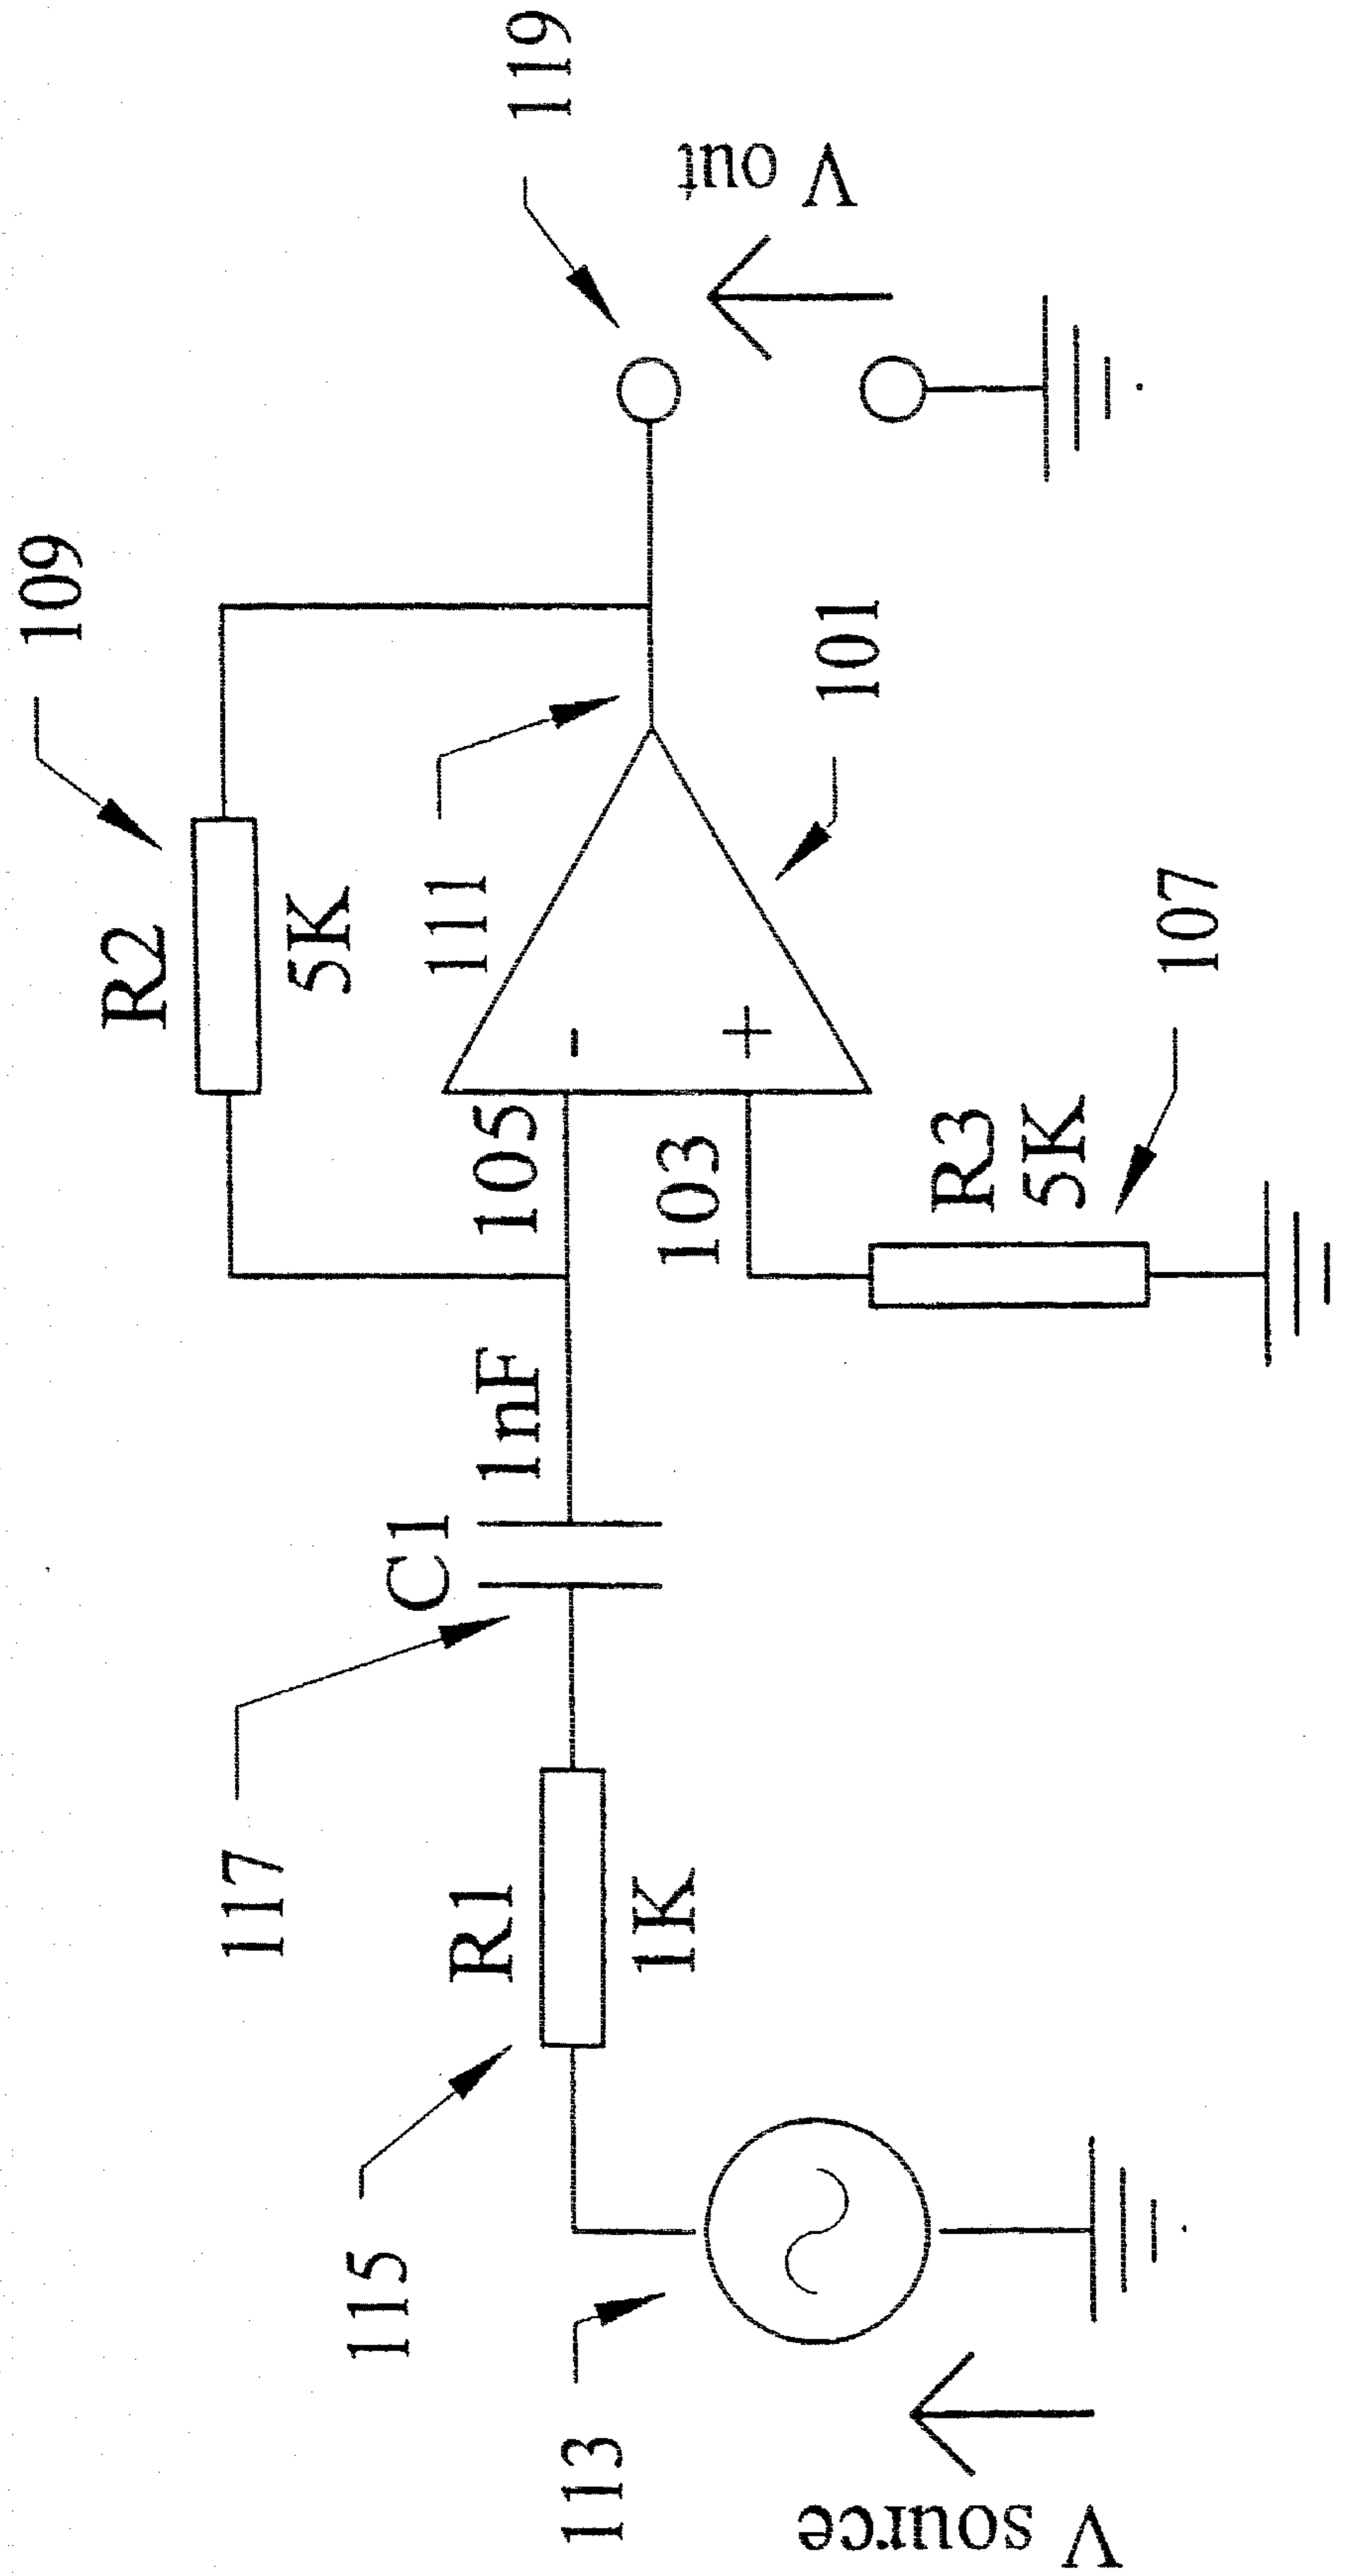 109
R2
5K
119
111
V out
C1
1nF
105
117
103
101
R1
1K
R3
5K
107
115
113
V source
-
+